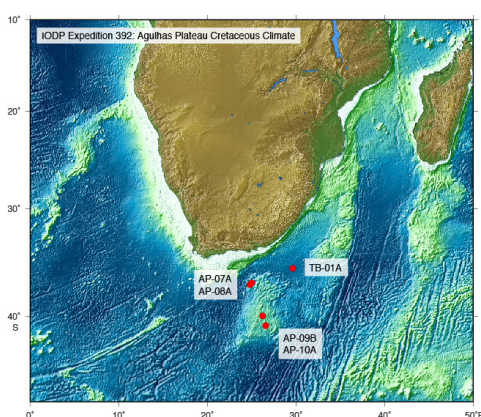 10°
IODP Expedition 392: Agulhas Plateau Cretaceous Climate
20°
30°
TB-01A
AP-07A
AP-08A
40°
S
AP-09B
AP-10A
0°
10°
20°
30°
40°
50°E